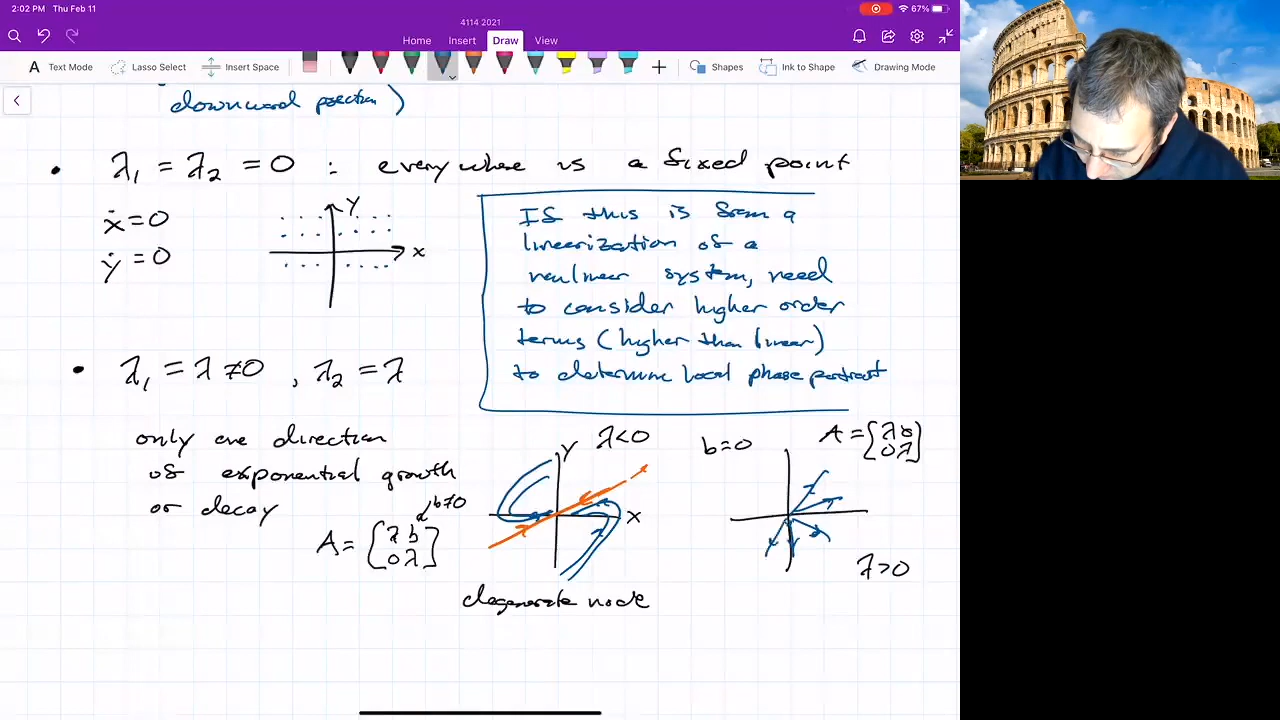 2:02 PM Thu Feb 11
67%
4114 2021
Home Insert Draw View
Text Mode Lasso Select Insert Space Shapes Ink to Shape Drawing Mode
downward position)
• λ₁ = λ₂ = 0 : everywhere is a fixed point
ẋ = 0
ẏ = 0
y
x
If this is from a
linearization of a
nonlinear system, need
to consider higher order
terms (higher than linear)
to determine local phase portrait
• λ₁ = λ ≠ 0 , λ₂ = λ
only one direction
of exponential growth
or decay
b≠0
A = [λ b
0 λ]
y λ<0
x
degenerate node
b=0 A = [λ 0
0 λ]
λ>0